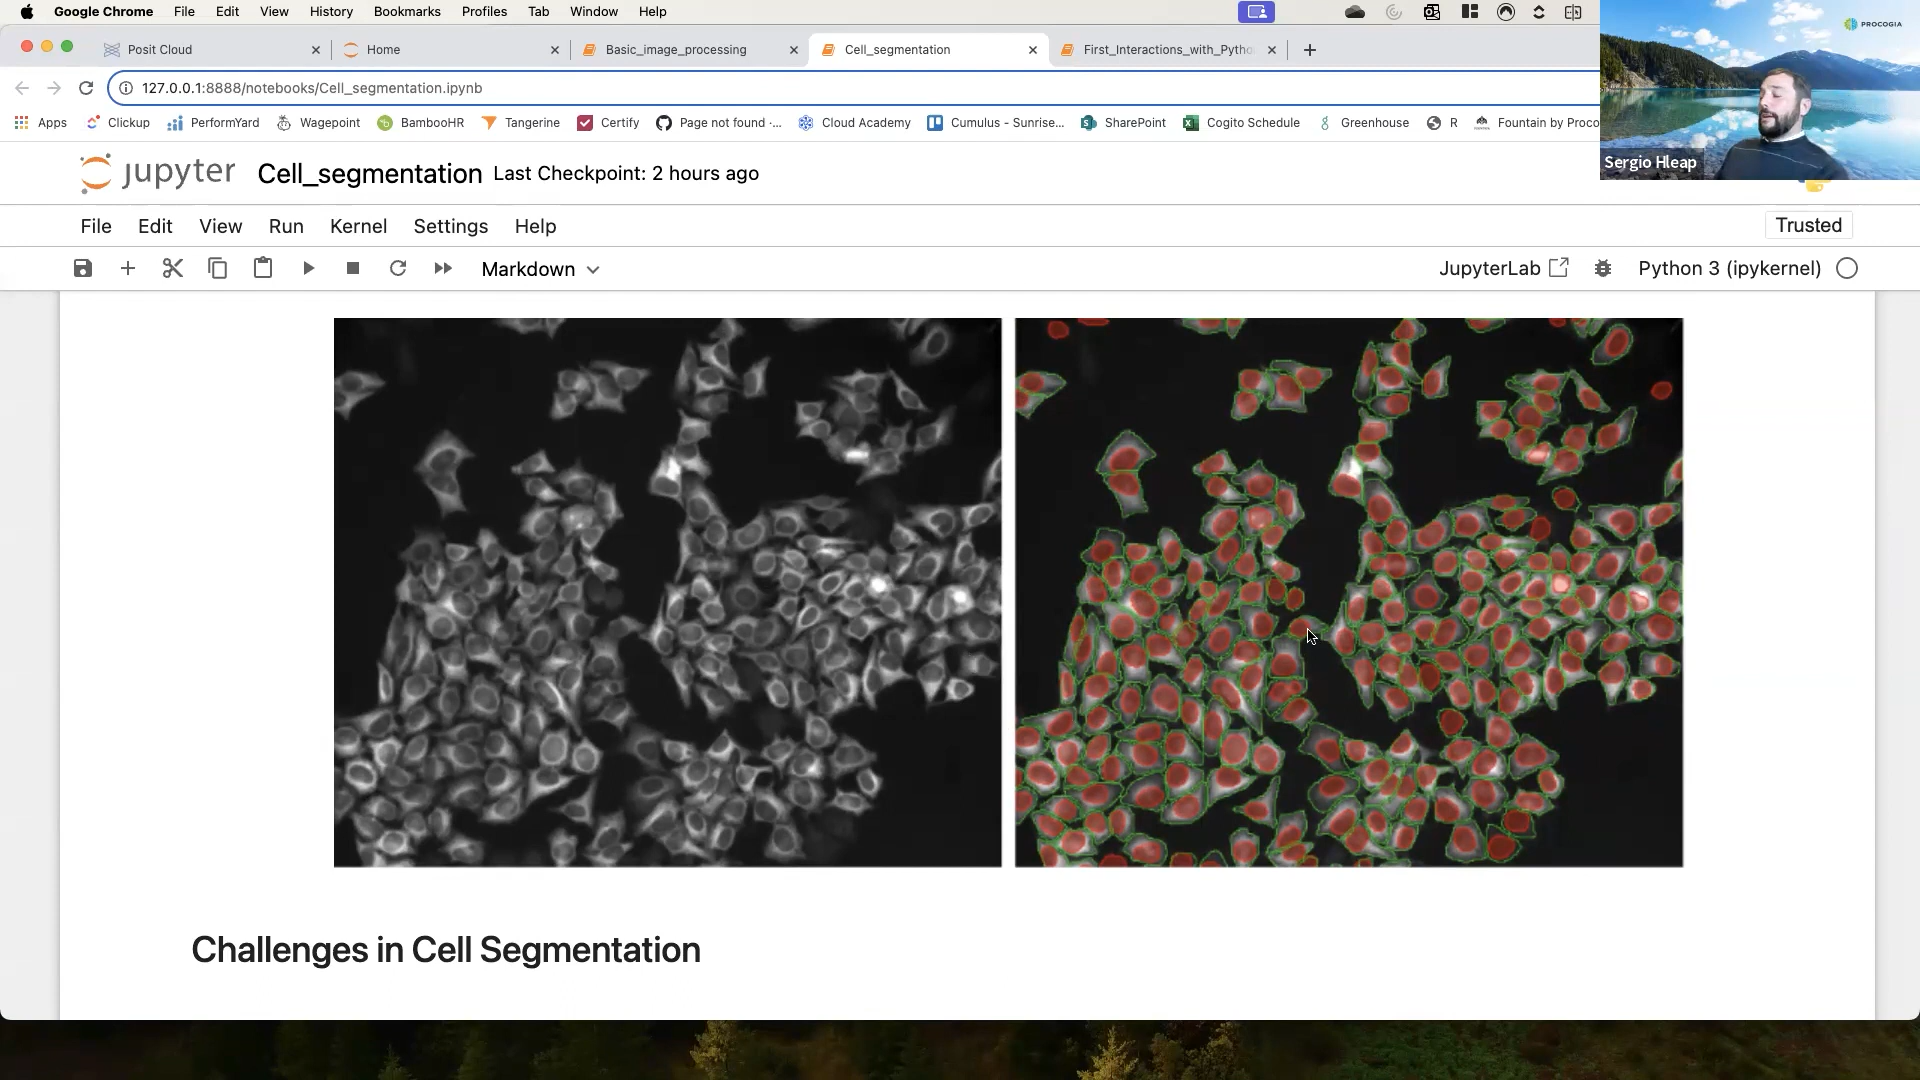 Google Chrome File Edit View History Bookmarks Profiles Tab Window Help
PROCOGIA
Posit Cloud Home Basic_image_processing Cell_segmentation First_Interactions_with_Pytho
127.0.0.1:8888/notebooks/Cell_segmentation.ipynb
Apps Clickup PerformYard Wagepoint BambooHR Tangerine Certify Page not found ·... Cloud Academy Cumulus - Sunrise... SharePoint Cogito Schedule Greenhouse R Fountain by Proco
Sergio Hleap
jupyter Cell_segmentation Last Checkpoint: 2 hours ago
File Edit View Run Kernel Settings Help Trusted
Markdown JupyterLab Python 3 (ipykernel)
Challenges in Cell Segmentation